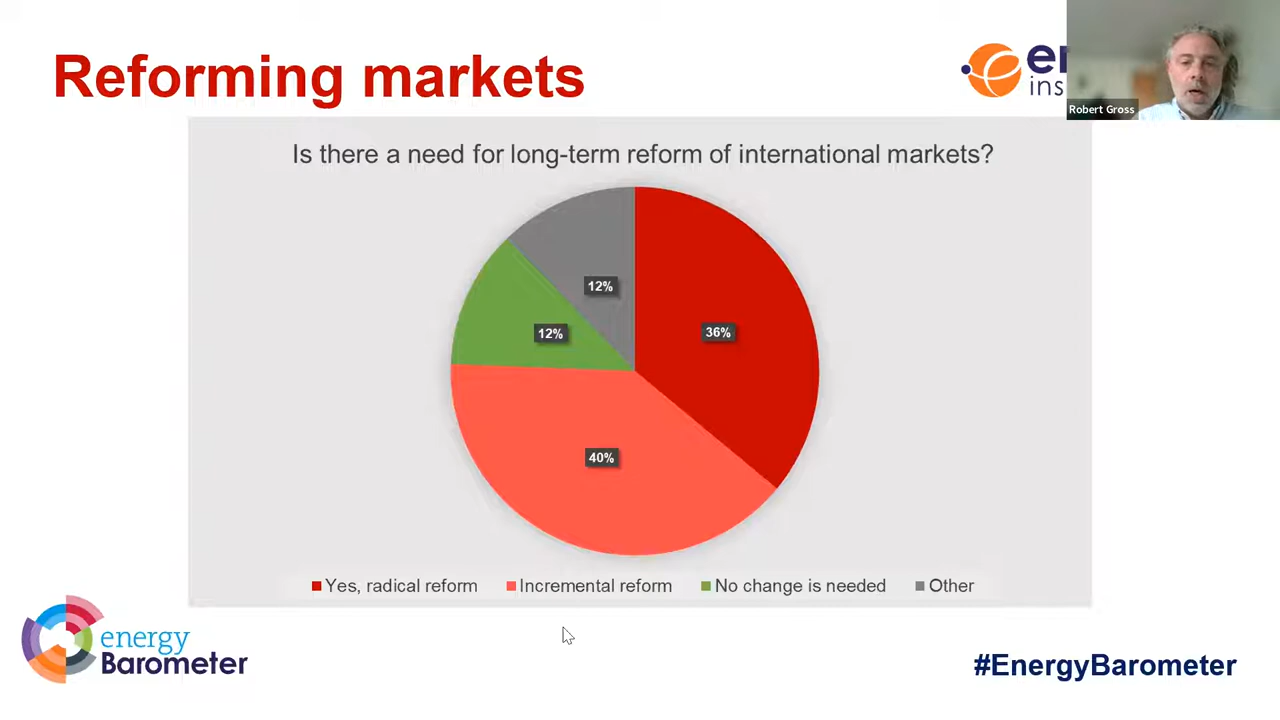 Reforming markets
Robert Gross
Is there a need for long-term reform of international markets?
12%
12%
36%
40%
Yes, radical reform
Incremental reform
No change is needed
Other
energy
Barometer
#EnergyBarometer